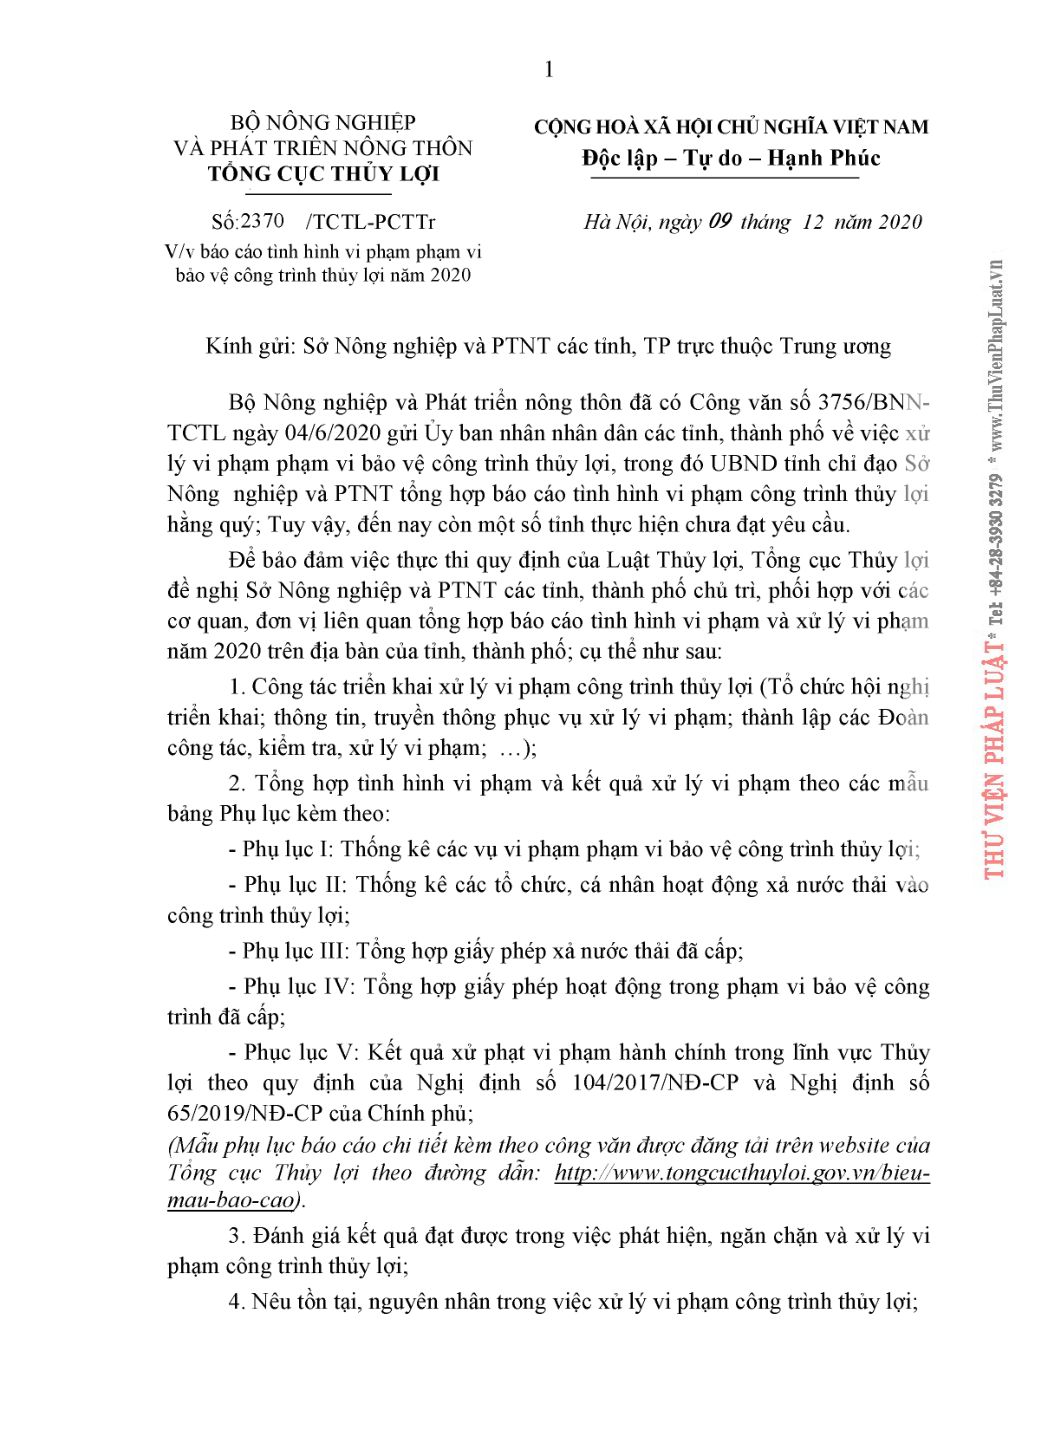 1
BỘ NÔNG NGHIỆP
VÀ PHÁT TRIỂN NÔNG THÔN
TỔNG CỤC THỦY LỢI
CỘNG HOÀ XÃ HỘI CHỦ NGHĨA VIỆT NAM
Độc lập – Tự do – Hạnh Phúc
Số:2370 /TCTL-PCTTr
Hà Nội, ngày 09 tháng 12 năm 2020
V/v báo cáo tình hình vi phạm phạm vi
bảo vệ công trình thủy lợi năm 2020
Kính gửi: Sở Nông nghiệp và PTNT các tỉnh, TP trực thuộc Trung ương
Bộ Nông nghiệp và Phát triển nông thôn đã có Công văn số 3756/BNN-
TCTL ngày 04/6/2020 gửi Ủy ban nhân nhân dân các tỉnh, thành phố về việc xử
lý vi phạm phạm vi bảo vệ công trình thủy lợi, trong đó UBND tỉnh chỉ đạo Sở
Nông nghiệp và PTNT tổng hợp báo cáo tình hình vi phạm công trình thủy lợi
hằng quý; Tuy vậy, đến nay còn một số tỉnh thực hiện chưa đạt yêu cầu.
Để bảo đảm việc thực thi quy định của Luật Thủy lợi, Tổng cục Thủy lợi
đề nghị Sở Nông nghiệp và PTNT các tỉnh, thành phố chủ trì, phối hợp với các
cơ quan, đơn vị liên quan tổng hợp báo cáo tình hình vi phạm và xử lý vi phạm
năm 2020 trên địa bàn của tỉnh, thành phố; cụ thể như sau:
1. Công tác triển khai xử lý vi phạm công trình thủy lợi (Tổ chức hội nghị
triển khai; thông tin, truyền thông phục vụ xử lý vi phạm; thành lập các Đoàn
công tác, kiểm tra, xử lý vi phạm; …);
2. Tổng hợp tình hình vi phạm và kết quả xử lý vi phạm theo các mẫu
bảng Phụ lục kèm theo:
- Phụ lục I: Thống kê các vụ vi phạm phạm vi bảo vệ công trình thủy lợi;
- Phụ lục II: Thống kê các tổ chức, cá nhân hoạt động xả nước thải vào
công trình thủy lợi;
- Phụ lục III: Tổng hợp giấy phép xả nước thải đã cấp;
- Phụ lục IV: Tổng hợp giấy phép hoạt động trong phạm vi bảo vệ công
trình đã cấp;
- Phục lục V: Kết quả xử phạt vi phạm hành chính trong lĩnh vực Thủy
lợi theo quy định của Nghị định số 104/2017/NĐ-CP và Nghị định số
65/2019/NĐ-CP của Chính phủ;
(Mẫu phụ lục báo cáo chi tiết kèm theo công văn được đăng tải trên website của
Tổng cục Thủy lợi theo đường dẫn: http://www.tongcucthuyloi.gov.vn/bieu-
mau-bao-cao).
3. Đánh giá kết quả đạt được trong việc phát hiện, ngăn chặn và xử lý vi
phạm công trình thủy lợi;
4. Nêu tồn tại, nguyên nhân trong việc xử lý vi phạm công trình thủy lợi;
THƯ VIỆN PHÁP LUẬT* Tel: +84-28-3930 3279 * www.ThuVienPhapLuat.vn